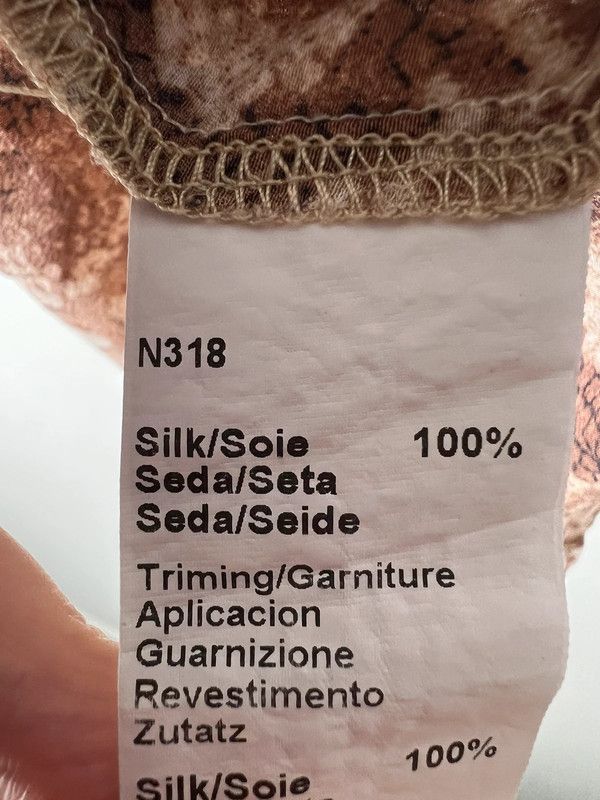 N318
Silk/Soie 100%
Seda/Seta
Seda/Seide
Triming/Garniture
Aplicacion
Guarnizione
Revestimento
Zutatz
100%
Silk/Soie